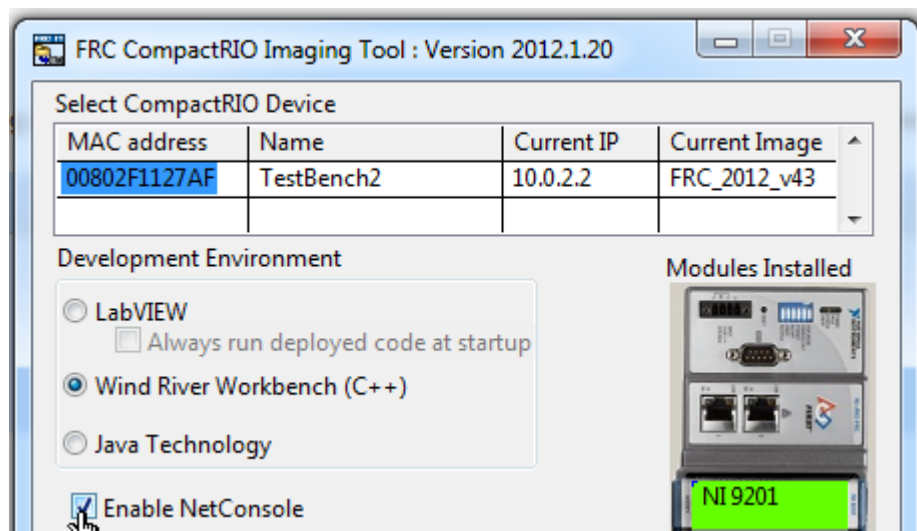 FRC CompactRIO Imaging Tool : Version 2012.1.20
Select CompactRIO Device
MAC address Name Current IP Current Image
00802F1127AF TestBench2 10.0.2.2 FRC_2012_v43
Development Environment
Modules Installed
LabVIEW
Always run deployed code at startup
Wind River Workbench (C++)
Java Technology
Enable NetConsole
NI 9201